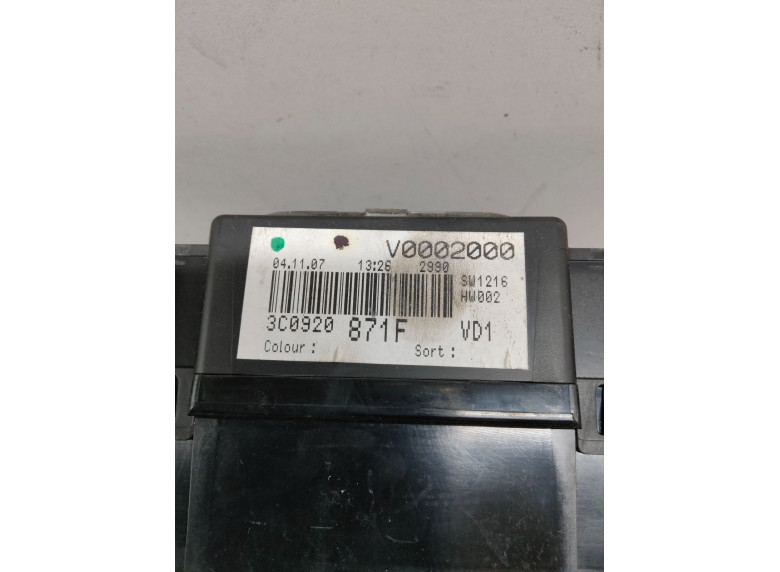 V0002000
04.11.07 13:26 2990
SW1216
HW002
3C0920 871F VD1
Colour : Sort :